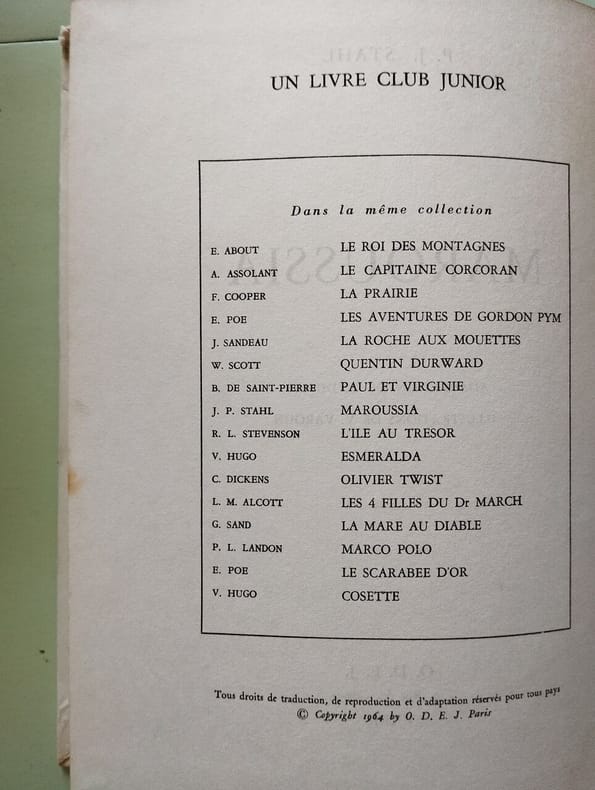 UN LIVRE CLUB JUNIOR
Dans la même collection
E. ABOUT LE ROI DES MONTAGNES
A. ASSOLANT LE CAPITAINE CORCORAN
F. COOPER LA PRAIRIE
E. POE LES AVENTURES DE GORDON PYM
J. SANDEAU LA ROCHE AUX MOUETTES
W. SCOTT QUENTIN DURWARD
B. DE SAINT-PIERRE PAUL ET VIRGINIE
J. P. STAHL MAROUSSIA
R. L. STEVENSON L'ILE AU TRESOR
V. HUGO ESMERALDA
C. DICKENS OLIVIER TWIST
L. M. ALCOTT LES 4 FILLES DU Dr MARCH
G. SAND LA MARE AU DIABLE
P. L. LANDON MARCO POLO
E. POE LE SCARABEE D'OR
V. HUGO COSETTE
Tous droits de traduction, de reproduction et d'adaptation réservés pour tous pays
© Copyright 1964 by O. D. E. J. Paris